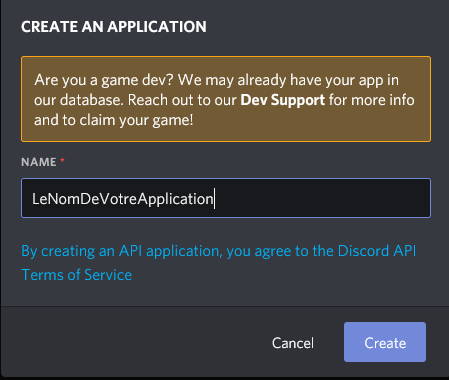 CREATE AN APPLICATION
Are you a game dev? We may already have your app in
our database. Reach out to our Dev Support for more info
and to claim your game!
NAME *
LeNomDeVotreApplication
By creating an API application, you agree to the Discord API
Terms of Service
Cancel
Create